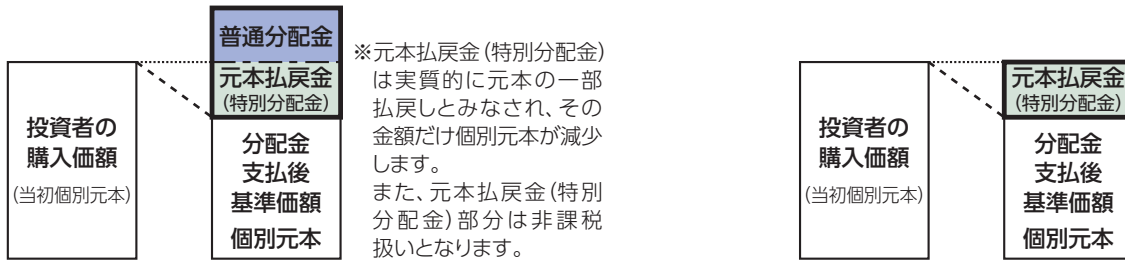 投資者の
購入価額
(当初個別元本)
普通分配金
元本払戻金
(特別分配金)
分配金
支払後
基準価額
個別元本
※元本払戻金(特別分配金)
は実質的に元本の一部
払戻しとみなされ、その
金額だけ個別元本が減少
します。
また、元本払戻金(特別
分配金)部分は非課税
扱いとなります。
投資者の
購入価額
(当初個別元本)
元本払戻金
(特別分配金)
分配金
支払後
基準価額
個別元本